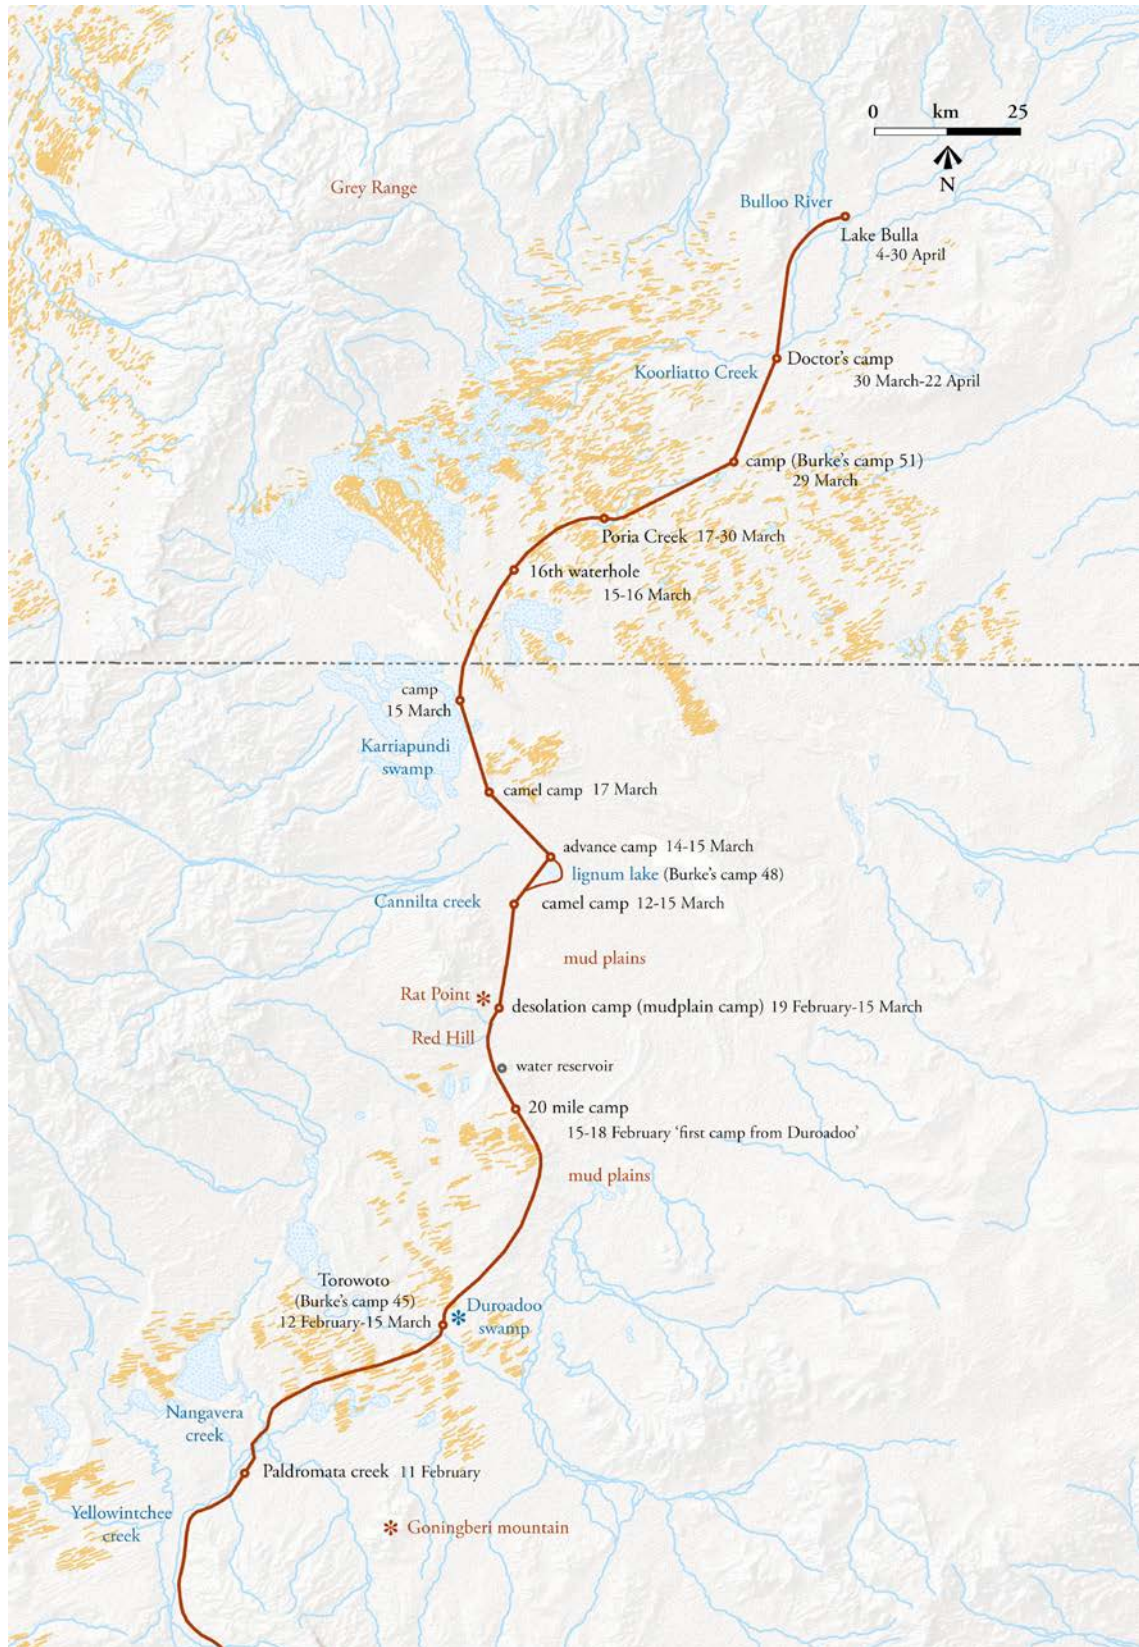 0 km 25
N
Grey Range
Bulloo River
Lake Bulla
4-30 April
Doctor's camp
Koorliatto Creek
30 March-22 April
camp (Burke's camp 51)
29 March
Poria Creek 17-30 March
16th waterhole
15-16 March
camp
15 March
Karriapundi
swamp
camel camp 17 March
advance camp 14-15 March
lignum lake (Burke's camp 48)
Cannilta creek
camel camp 12-15 March
mud plains
Rat Point
desolation camp (mudplain camp) 19 February-15 March
Red Hill
water reservoir
20 mile camp
15-18 February 'first camp from Duroadoo'
mud plains
Torowoto
(Burke's camp 45)
12 February-15 March
Duroadoo
swamp
Nangavera
creek
Paldromata creek 11 February
Yellowintchee
creek
Goningberi mountain